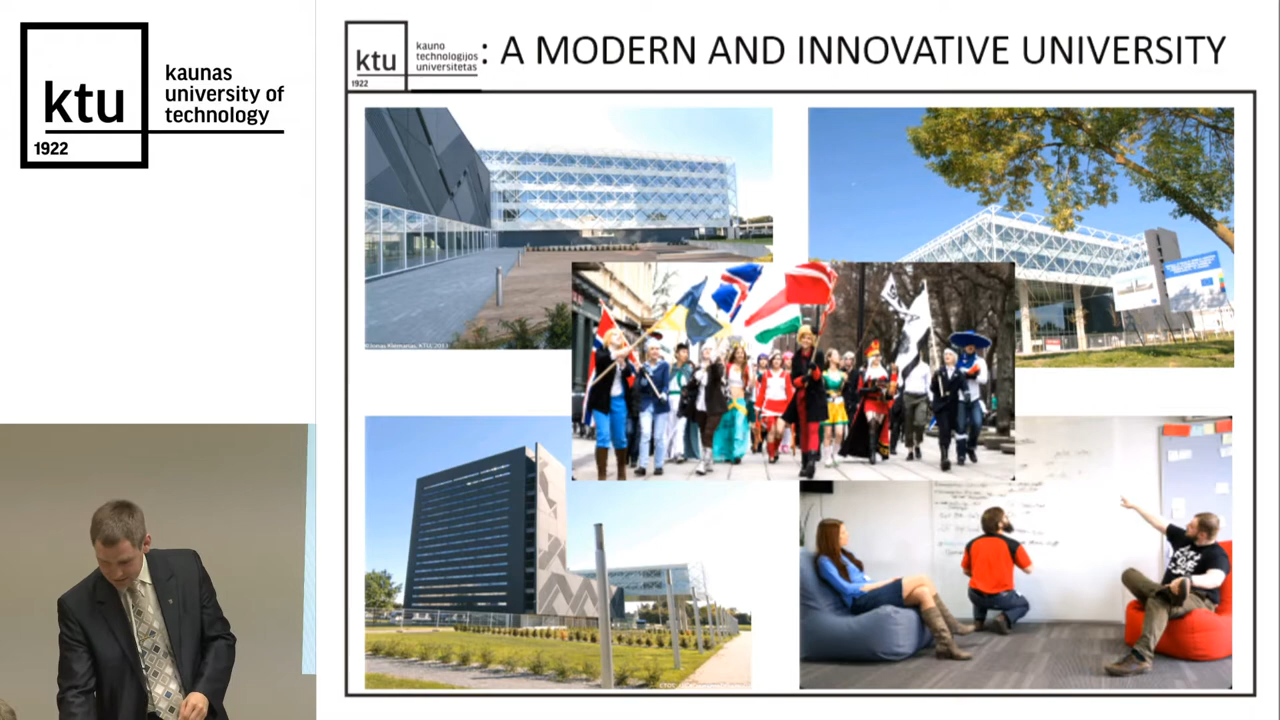 ktu
1922
kaunas
university of
technology
ktu
1922
kauno
technologijos
universitetas
: A MODERN AND INNOVATIVE UNIVERSITY